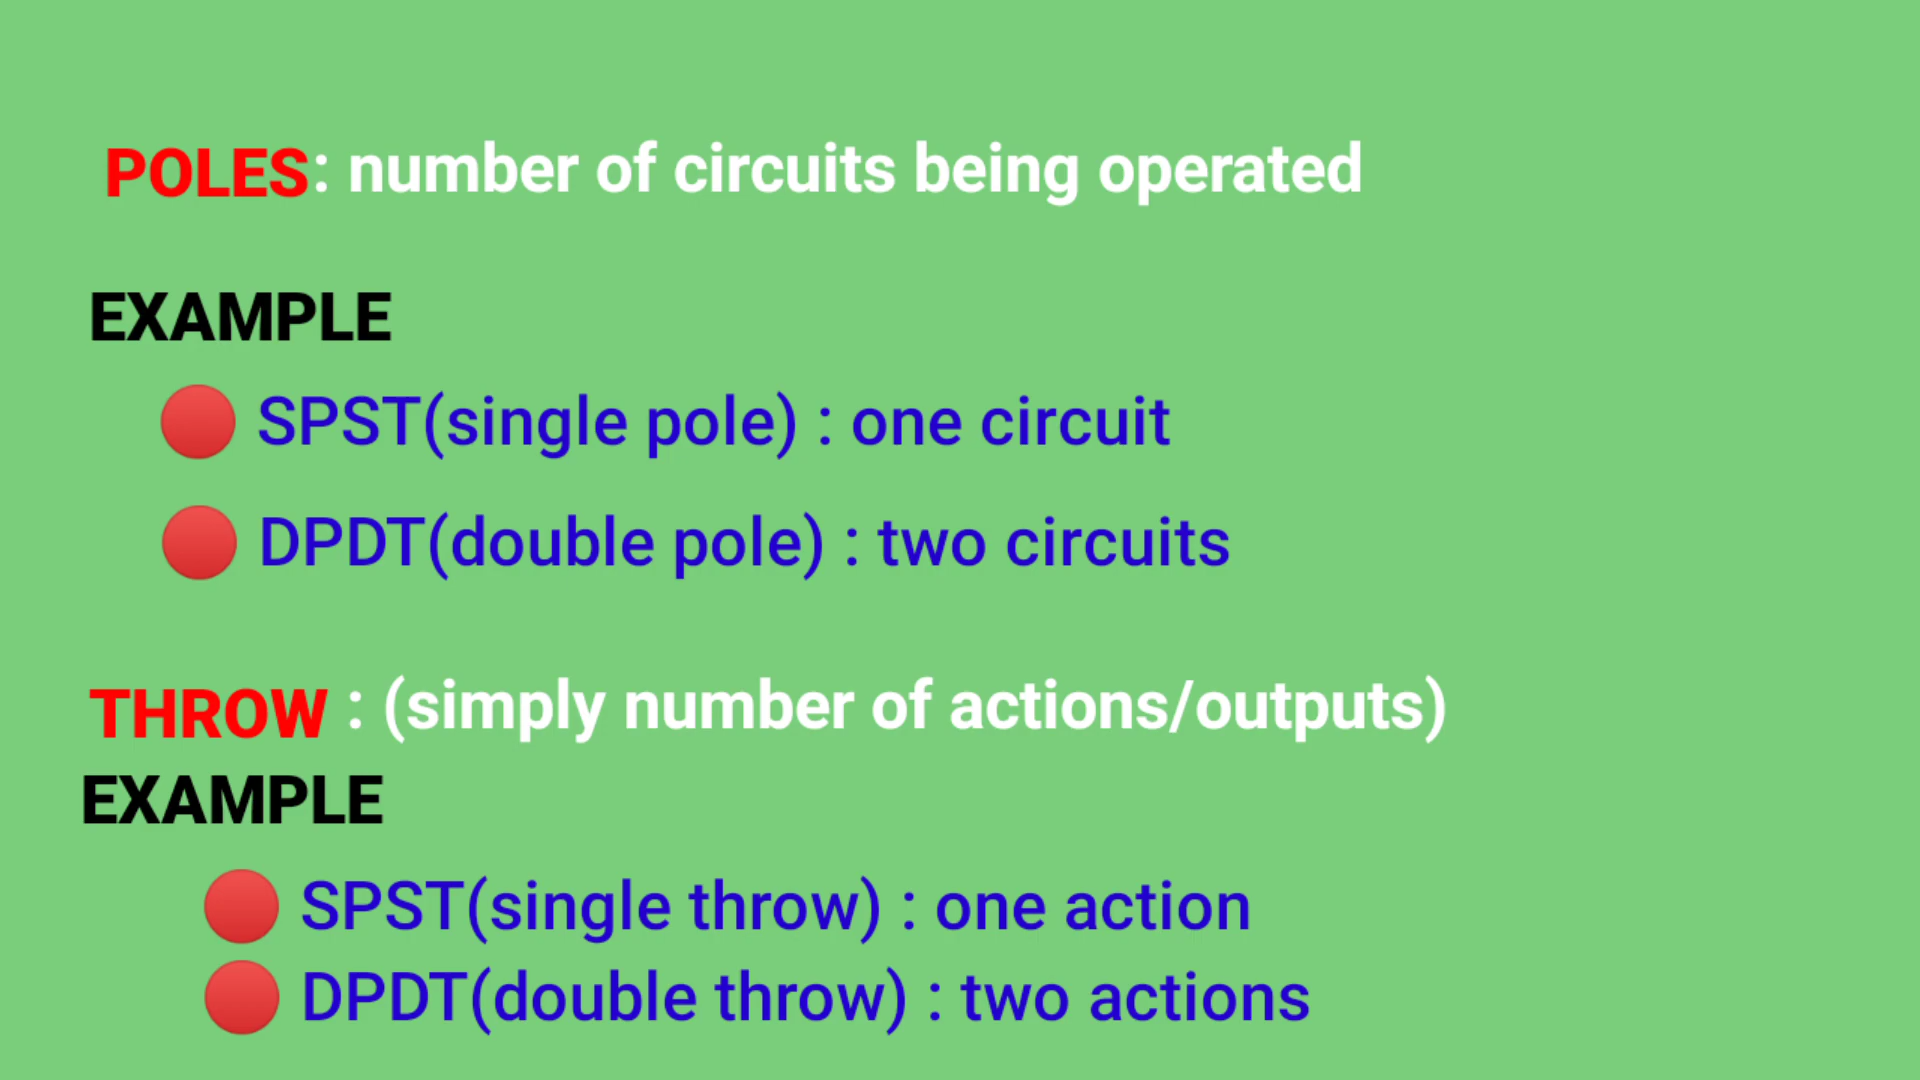 POLES: number of circuits being operated
EXAMPLE
SPST(single pole) : one circuit
DPDT(double pole) : two circuits
THROW : (simply number of actions/outputs)
EXAMPLE
SPST(single throw) : one action
DPDT(double throw) : two actions